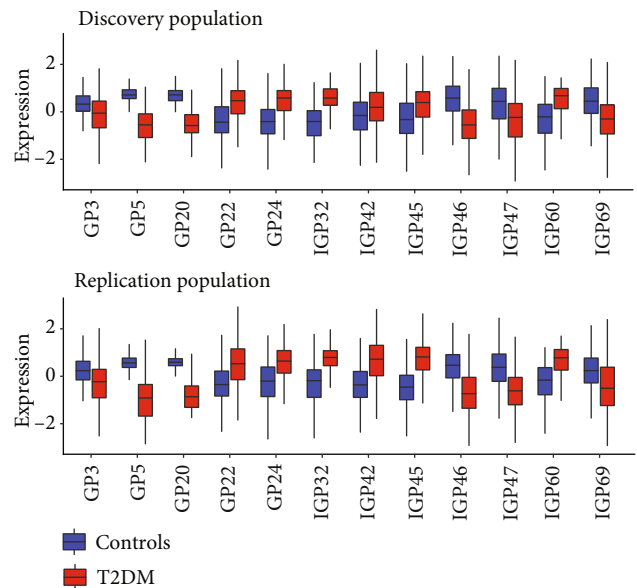 Discovery population
Expression
2
0
−2
GP3 GP5 GP20 GP22 GP24 IGP32 IGP42 IGP45 IGP46 IGP47 IGP60 IGP69
Replication population
Expression
2
0
−2
GP3 GP5 GP20 GP22 GP24 IGP32 IGP42 IGP45 IGP46 IGP47 IGP60 IGP69
Controls
T2DM